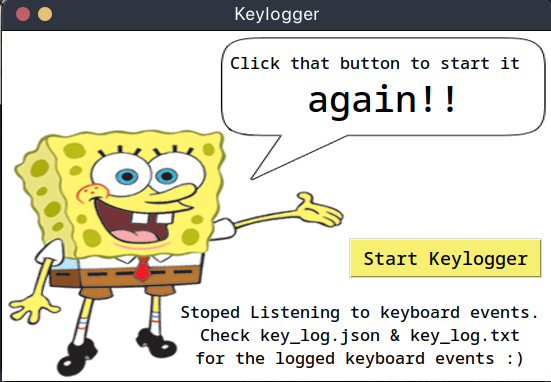 Keylogger
Click that button to start it
again!!
Start Keylogger
Stoped Listening to keyboard events.
Check key_log.json & key_log.txt
for the logged keyboard events :)